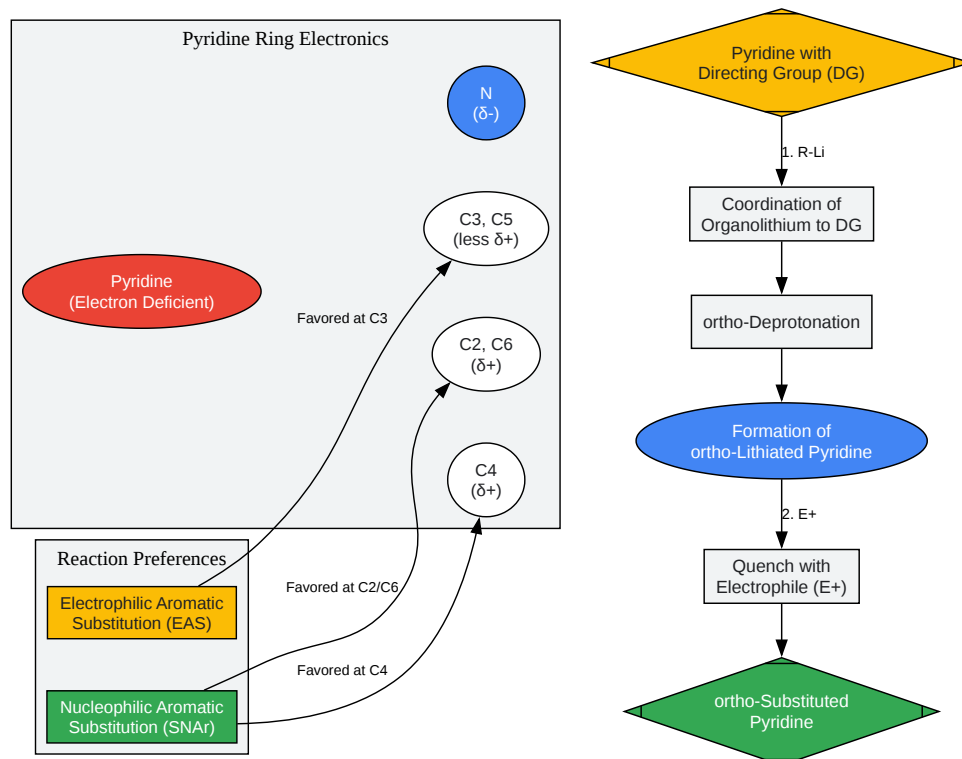 Pyridine Ring Electronics
N
(δ-)
C3, C5
(less δ+)
Pyridine
(Electron Deficient)
Favored at C3
C2, C6
(δ+)
C4
(δ+)
Reaction Preferences
Electrophilic Aromatic
Substitution (EAS)
Favored at C2/C6
Favored at C4
Nucleophilic Aromatic
Substitution (SNAr)
Pyridine with
Directing Group (DG)
1. R-Li
Coordination of
Organolithium to DG
ortho-Deprotonation
Formation of
ortho-Lithiated Pyridine
2. E+
Quench with
Electrophile (E+)
ortho-Substituted
Pyridine